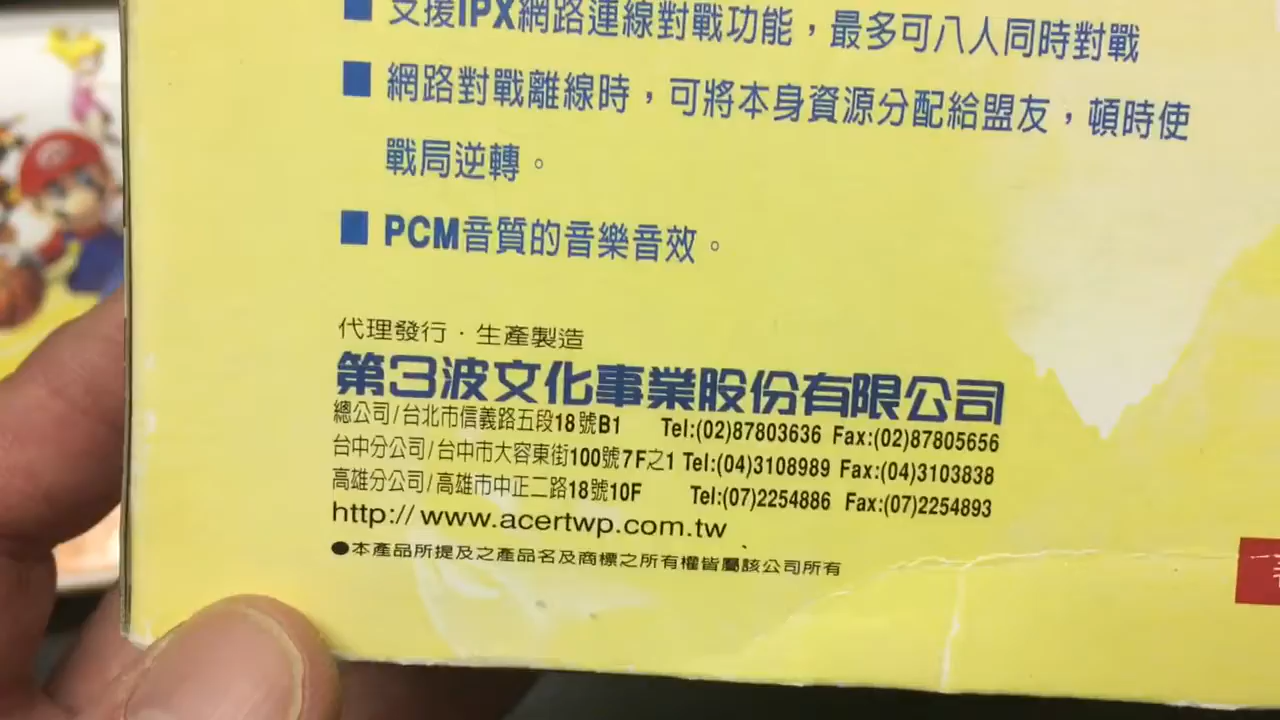 ■ 支援IPX網路連線對戰功能，最多可八人同時對戰
■ 網路對戰離線時，可將本身資源分配給盟友，頓時使
戰局逆轉。
■ PCM音質的音樂音效。
代理發行．生產製造
第3波文化事業股份有限公司
總公司/台北市信義路五段18號B1 Tel:(02)87803636 Fax:(02)87805656
台中分公司/台中市大容東街100號7F之1 Tel:(04)3108989 Fax:(04)3103838
高雄分公司/高雄市中正二路18號10F Tel:(07)2254886 Fax:(07)2254893
http://www.acertwp.com.tw
●本產品所提及之產品名及商標之所有權皆屬該公司所有